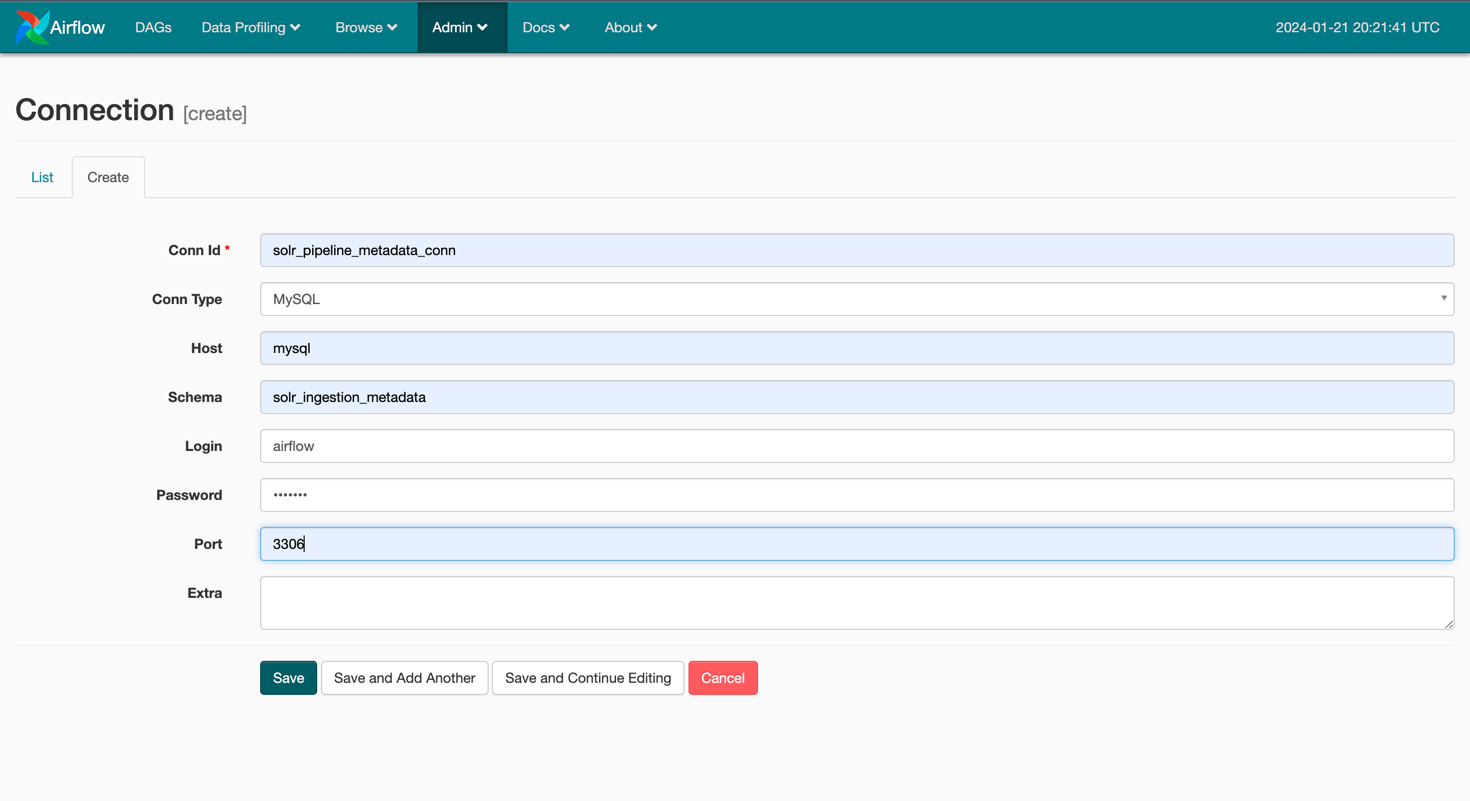 Airflow DAGs Data Profiling Browse Admin Docs About 2024-01-21 20:21:41 UTC
Connection [create]
List Create
Conn Id * solr_pipeline_metadata_conn
Conn Type MySQL
Host mysql
Schema solr_ingestion_metadata
Login airflow
Password •••••••
Port 3306
Extra
Save Save and Add Another Save and Continue Editing Cancel